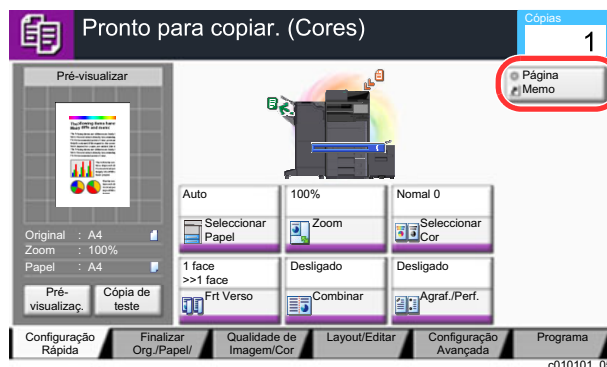 Pronto para copiar. (Cores)
Cópias
1
Página
Memo
Pré-visualizar
Original : A4
Zoom : 100%
Papel : A4
Pré-
visualizaç.
Cópia de
teste
Auto
Seleccionar
Papel
100%
Zoom
Nomal 0
Seleccionar
Cor
1 face
>>1 face
Frt Verso
Desligado
Combinar
Desligado
Agraf./Perf.
Configuração
Rápida
Finalizar
Org./Papel/
Qualidade de
Imagem/Cor
Layout/Editar
Configuração
Avançada
Programa